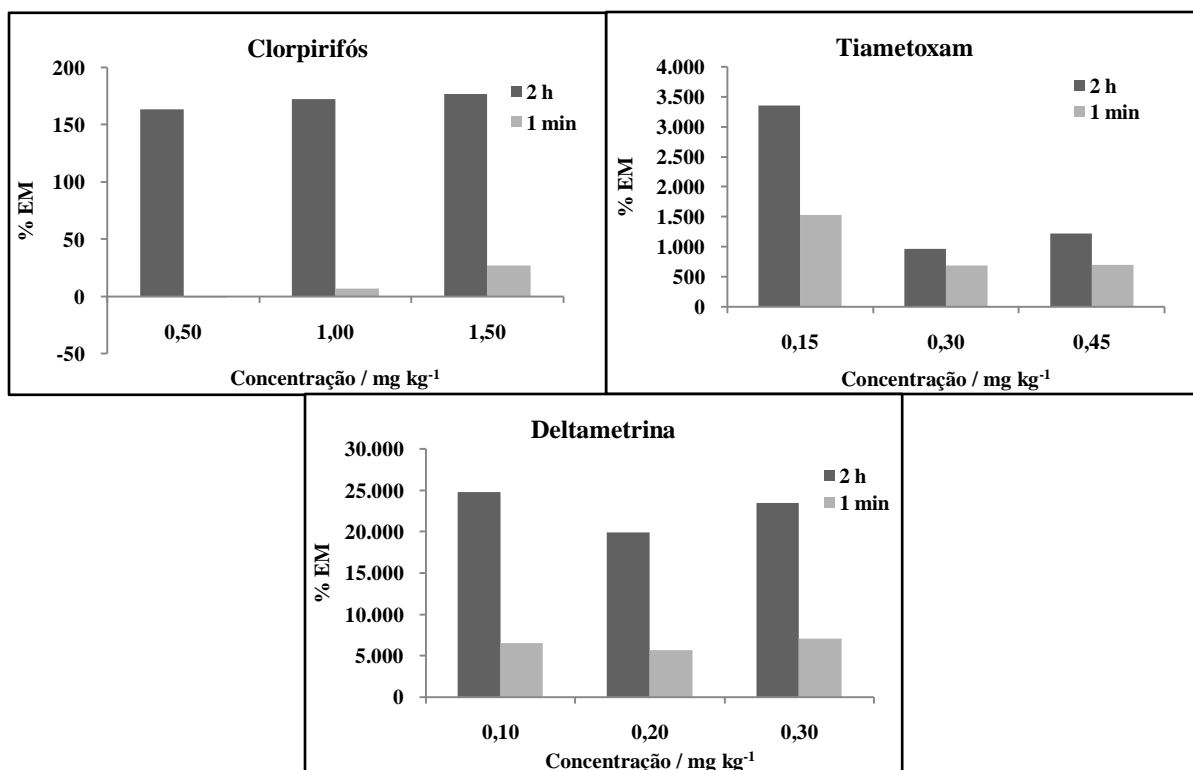 Clorpirifós
200
150
100
50
0
-50
% EM
2 h
1 min
0,50 1,00 1,50
Concentração / mg kg-1
Tiametoxam
4.000
3.500
3.000
2.500
2.000
1.500
1.000
500
0
% EM
2 h
1 min
0,15 0,30 0,45
Concentração / mg kg-1
Deltametrina
30.000
25.000
20.000
15.000
10.000
5.000
0
% EM
2 h
1 min
0,10 0,20 0,30
Concentração / mg kg-1